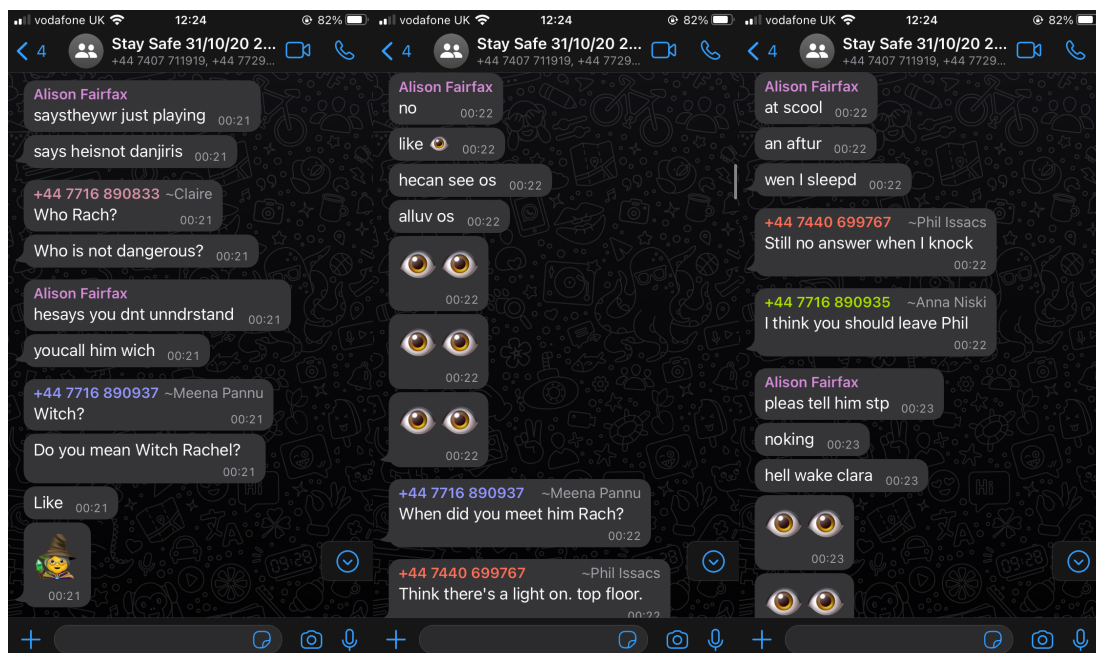 vodafone UK 12:24 82%
4 Stay Safe 31/10/20 2...
+44 7407 711919, +44 7729...
Alison Fairfax
saystheywr just playing 00:21
says heisnot danjiris 00:21
+44 7716 890833 ~Claire
Who Rach? 00:21
Who is not dangerous? 00:21
Alison Fairfax
hesays you dnt unndrstand 00:21
youcall him wich 00:21
+44 7716 890937 ~Meena Pannu
Witch? 00:21
Do you mean Witch Rachel?
00:21
Like 00:21
00:21
vodafone UK 12:24 82%
4 Stay Safe 31/10/20 2...
+44 7407 711919, +44 7729...
Alison Fairfax
no 00:22
like 👁 00:22
hecan see os 00:22
alluv os 00:22
👁👁
00:22
👁👁
00:22
👁👁
00:22
+44 7716 890937 ~Meena Pannu
When did you meet him Rach?
00:22
+44 7440 699767 ~Phil Issacs
Think there's a light on. top floor.
00:22
vodafone UK 12:24 82%
4 Stay Safe 31/10/20 2...
+44 7407 711919, +44 7729...
Alison Fairfax
at scool 00:22
an aftur 00:22
wen I sleepd 00:22
+44 7440 699767 ~Phil Issacs
Still no answer when I knock
00:22
+44 7716 890935 ~Anna Niski
I think you should leave Phil
00:22
Alison Fairfax
pleas tell him stp 00:23
noking 00:23
hell wake clara 00:23
👁👁
00:23
👁👁